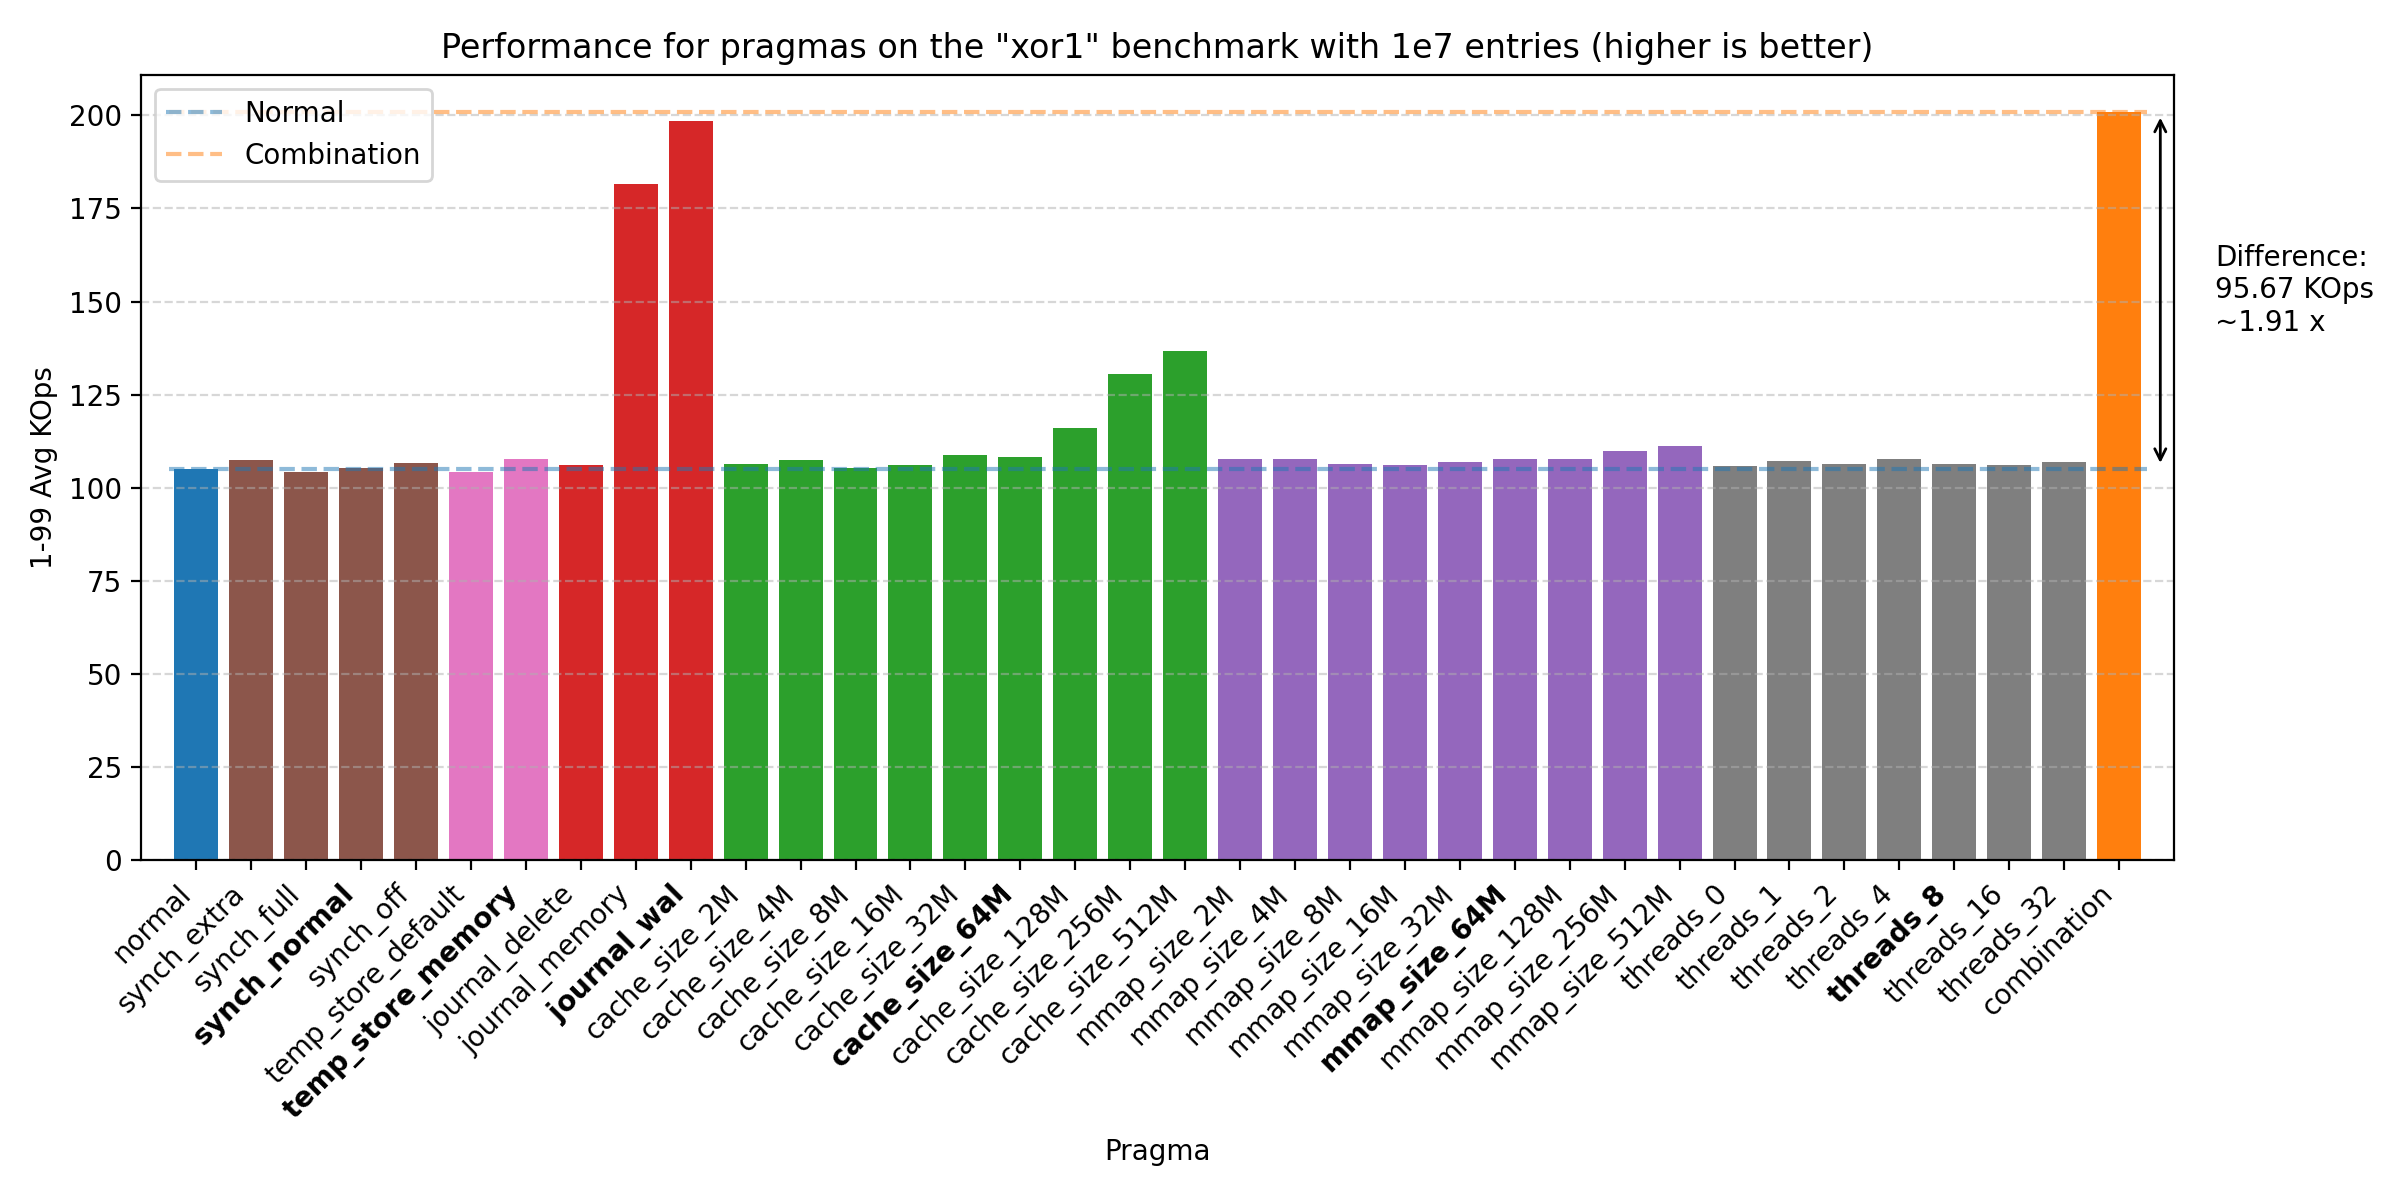 Performance for pragmas on the "xor1" benchmark with 1e7 entries (higher is better)
Normal
Combination
200
175
150
125
100
75
50
25
0
1-99 Avg KOps
Difference:
95.67 KOps
~1.91 x
normal
synch_extra
synch_full
synch_normal
synch_off
temp_store_default
temp_store_memory
journal_delete
journal_memory
journal_wal
cache_size_2M
cache_size_4M
cache_size_8M
cache_size_16M
cache_size_32M
cache_size_64M
cache_size_128M
cache_size_256M
cache_size_512M
mmap_size_2M
mmap_size_4M
mmap_size_8M
mmap_size_16M
mmap_size_32M
mmap_size_64M
mmap_size_128M
mmap_size_256M
mmap_size_512M
threads_0
threads_1
threads_2
threads_4
threads_8
threads_16
threads_32
combination
Pragma